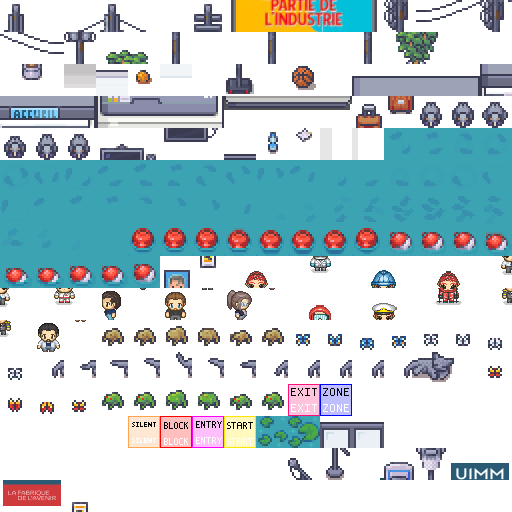 PARTIE DE
L'INDUSTRIE
ACCUEIL
EXIT ZONE
EXIT ZONE
SILENT BLOCK ENTRY START
SILENT BLOCK ENTRY START
UIMM
LA FABRIQUE
DE L'AVENIR